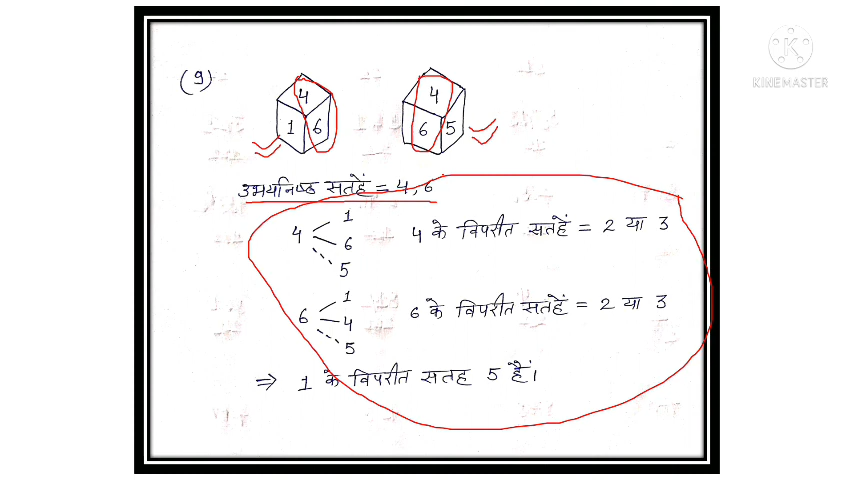 (9)
4
1 6
4
6 5
KINEMASTER
उभयनिष्ठ सतहें = 4, 6
4
1
6
5
4 के विपरीत सतहें = 2 या 3
6
1
4
5
6 के विपरीत सतहें = 2 या 3
⇒ 1 के विपरीत सतह 5 हैं।